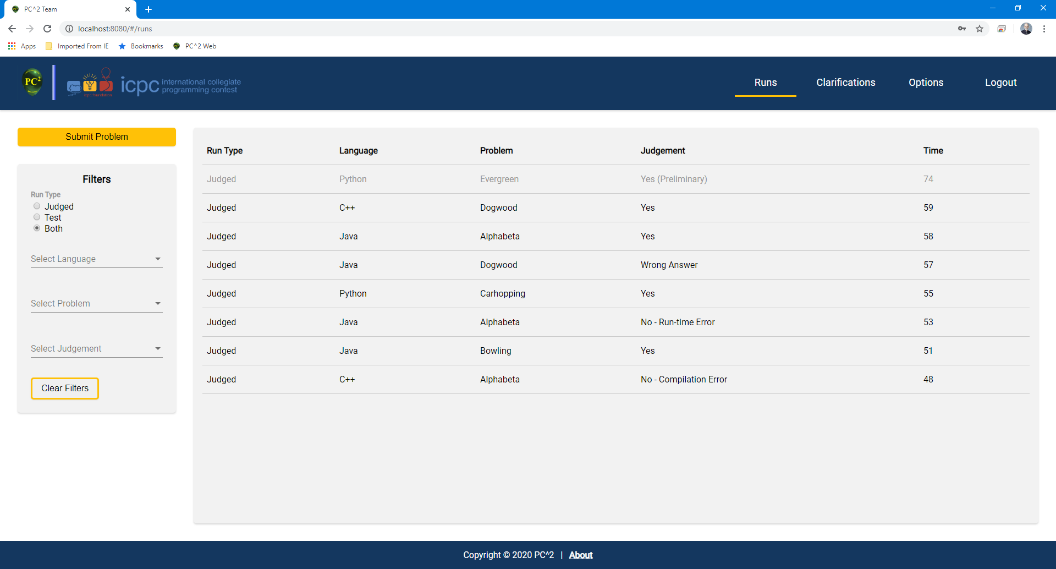 PC^2 Team
localhost:8080/#/runs
Apps Imported From IE Bookmarks PC^2 Web
PC² icpc international collegiate programming contest
Runs Clarifications Options Logout
Submit Problem
Filters
Run Type
Judged
Test
Both
Select Language
Select Problem
Select Judgement
Clear Filters
Run Type Language Problem Judgement Time
Judged Python Evergreen Yes (Preliminary) 74
Judged C++ Dogwood Yes 59
Judged Java Alphabeta Yes 58
Judged Java Dogwood Wrong Answer 57
Judged Python Carhopping Yes 55
Judged Java Alphabeta No - Run-time Error 53
Judged Java Bowling Yes 51
Judged C++ Alphabeta No - Compilation Error 48
Copyright © 2020 PC^2 | About